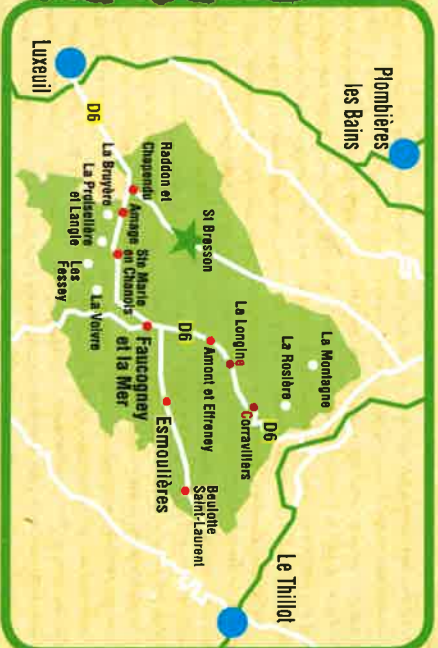 Plombières
les Bains
Luxeuil
D6
Raddon et
Chapendu
St Bresson
La Bruyère
Amage
La Proiselière
et Langle
Ste Marie
en Chanois
Les
Fessey
La Voivre
Faucogney
et la Mer
D6
La Longine
Amont et Effreney
La Montagne
La Rosière
Corravillers
D6
Esmoulières
Beulotte
Saint-Laurent
Le Thillot